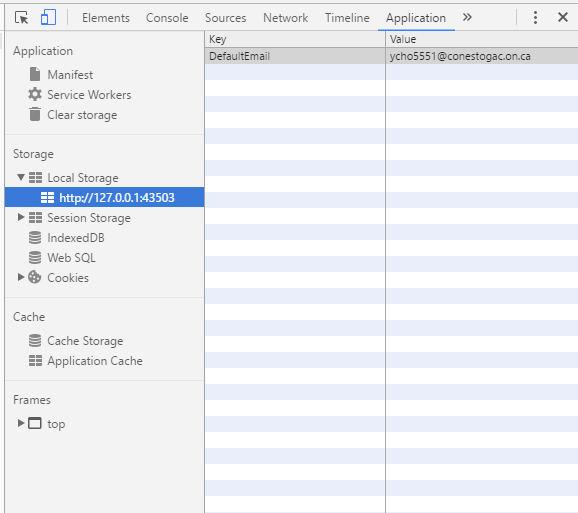 Elements Console Sources Network Timeline Application »
Application
Manifest
Service Workers
Clear storage
Storage
Local Storage
http://127.0.0.1:43503
Session Storage
IndexedDB
Web SQL
Cookies
Cache
Cache Storage
Application Cache
Frames
top
Key Value
DefaultEmail ycho5551@conestogac.on.ca